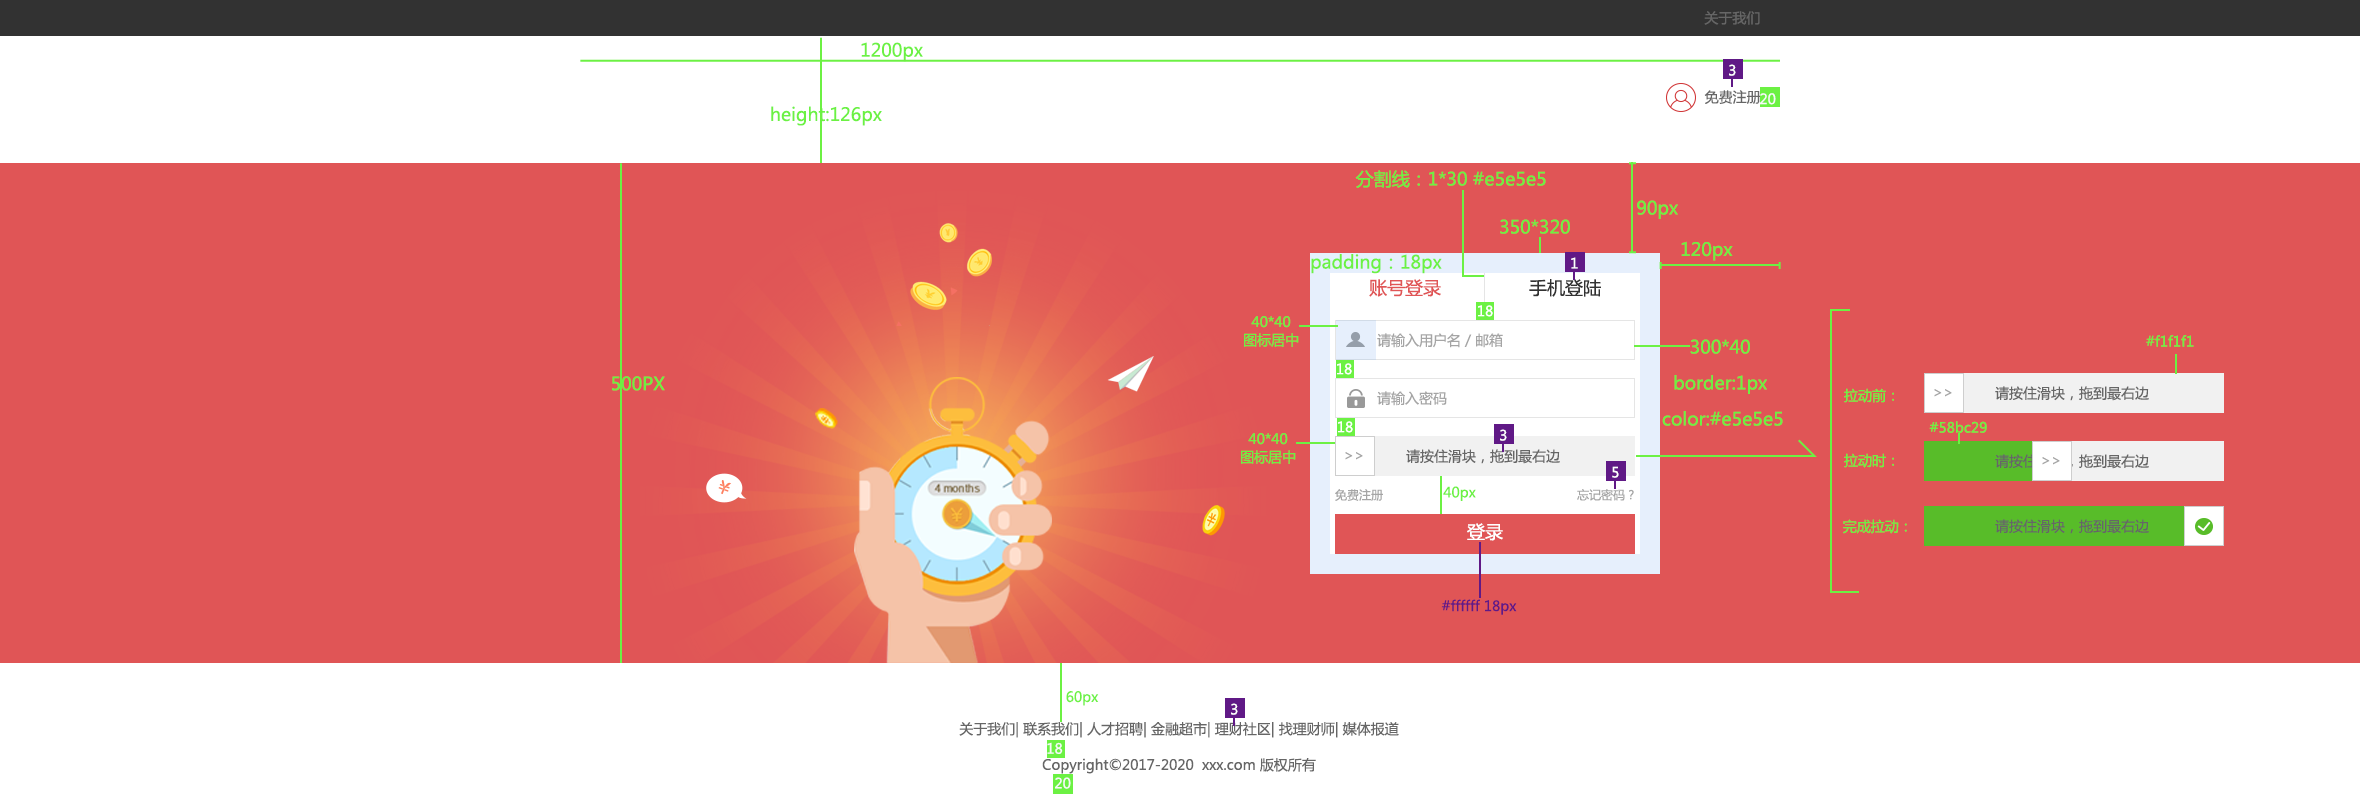 关于我们
1200px
3
height:126px
免费注册
20
分割线：1*30 #e5e5e5
90px
350*320
120px
padding：18px
1
账号登录
手机登陆
18
40*40
图标居中
请输入用户名 / 邮箱
300*40
18
border:1px
500PX
请输入密码
color:#e5e5e5
18
40*40
图标居中
>>
3
请按住滑块，拖到最右边
5
免费注册
40px
忘记密码？
登录
#ffffff 18px
4 months
#f1f1f1
拉动前：
>>
请按住滑块，拖到最右边
#58bc29
拉动时：
请按住滑块，拖到最右边
>>
完成拉动：
请按住滑块，拖到最右边
60px
3
关于我们| 联系我们| 人才招聘| 金融超市| 理财社区| 找理财师| 媒体报道
18
Copyright©2017-2020 xxx.com 版权所有
20